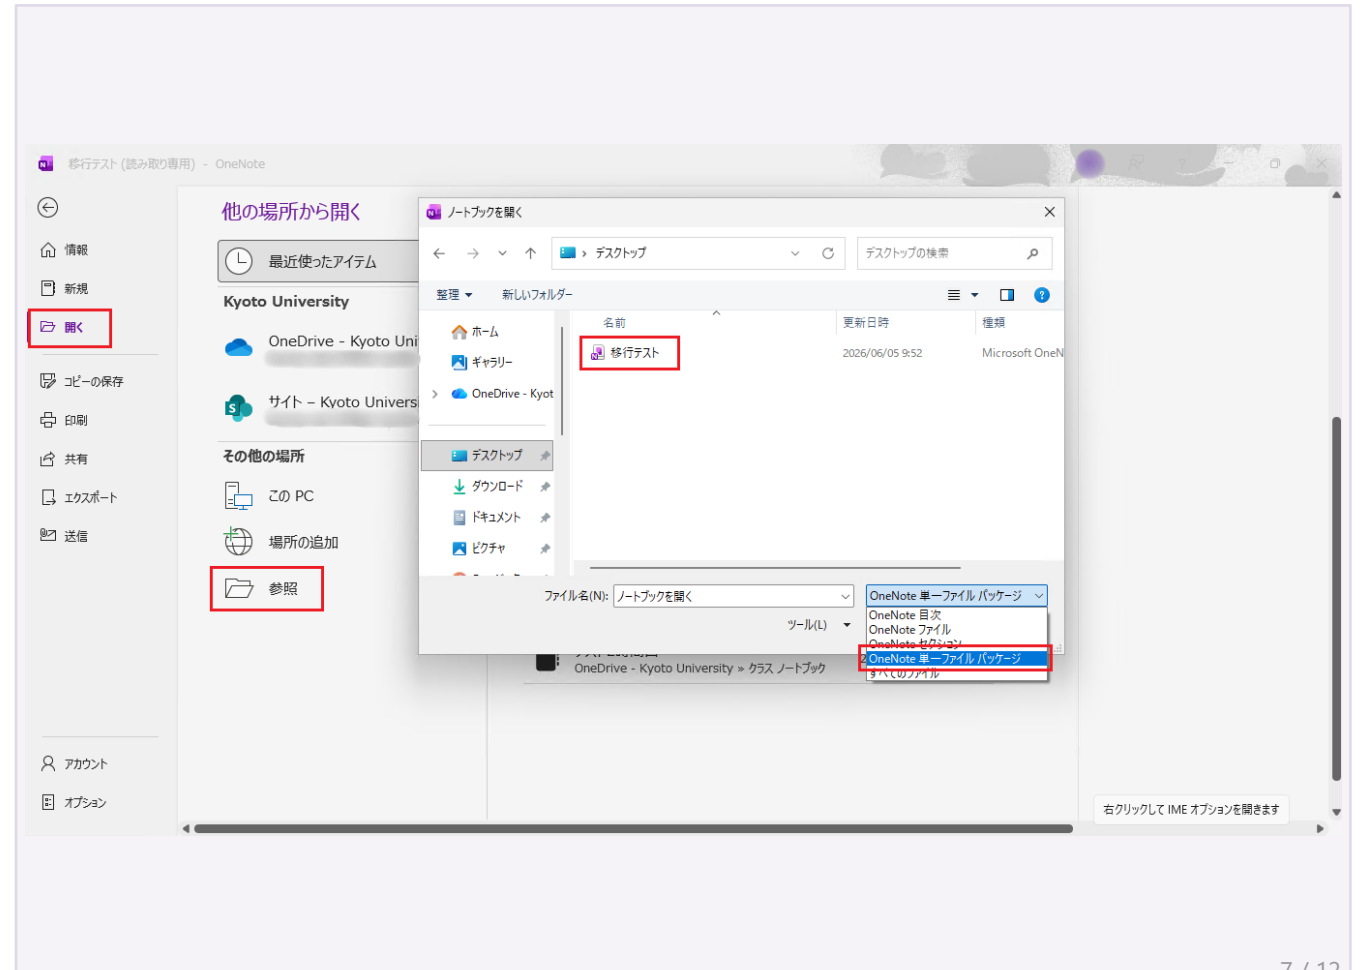 移行テスト (読み取り専用) - OneNote
情報
新規
開く
コピーの保存
印刷
共有
エクスポート
送信
アカウント
オプション
他の場所から開く
最近使ったアイテム
Kyoto University
OneDrive - Kyoto Uni
サイト – Kyoto Univers
その他の場所
この PC
場所の追加
参照
ノートブックを開く
デスクトップ
デスクトップの検索
整理
新しいフォルダー
ホーム
ギャラリー
OneDrive - Kyot
デスクトップ
ダウンロード
ドキュメント
ピクチャ
名前 更新日時 種類
移行テスト 2026/06/05 9:52 Microsoft OneN
ファイル名(N): ノートブックを開く
OneNote 単一ファイル パッケージ
ツール(L)
OneNote 目次
OneNote ファイル
OneNote セクション
OneNote 単一ファイル パッケージ
すべてのファイル
OneDrive - Kyoto University » クラス ノートブック
右クリックして IME オプションを開きます
7 / 12